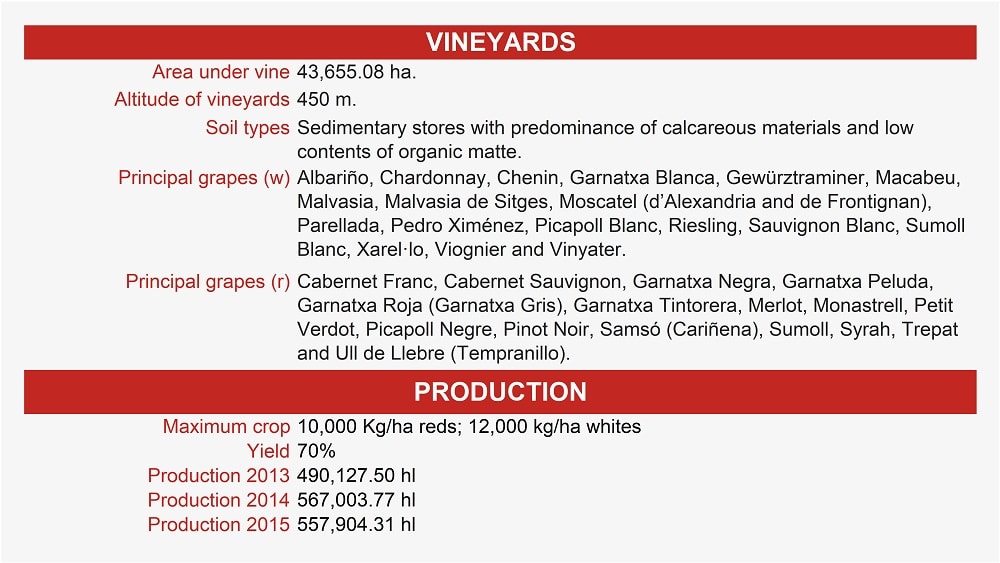 VINEYARDS
Area under vine 43,655.08 ha.
Altitude of vineyards 450 m.
Soil types Sedimentary stores with predominance of calcareous materials and low
contents of organic matte.
Principal grapes (w) Albariño, Chardonnay, Chenin, Garnatxa Blanca, Gewürztraminer, Macabeu,
Malvasia, Malvasia de Sitges, Moscatel (d’Alexandria and de Frontignan),
Parellada, Pedro Ximénez, Picapoll Blanc, Riesling, Sauvignon Blanc, Sumoll
Blanc, Xarel·lo, Viognier and Vinyater.
Principal grapes (r) Cabernet Franc, Cabernet Sauvignon, Garnatxa Negra, Garnatxa Peluda,
Garnatxa Roja (Garnatxa Gris), Garnatxa Tintorera, Merlot, Monastrell, Petit
Verdot, Picapoll Negre, Pinot Noir, Samsó (Cariñena), Sumoll, Syrah, Trepat
and Ull de Llebre (Tempranillo).
PRODUCTION
Maximum crop 10,000 Kg/ha reds; 12,000 kg/ha whites
Yield 70%
Production 2013 490,127.50 hl
Production 2014 567,003.77 hl
Production 2015 557,904.31 hl